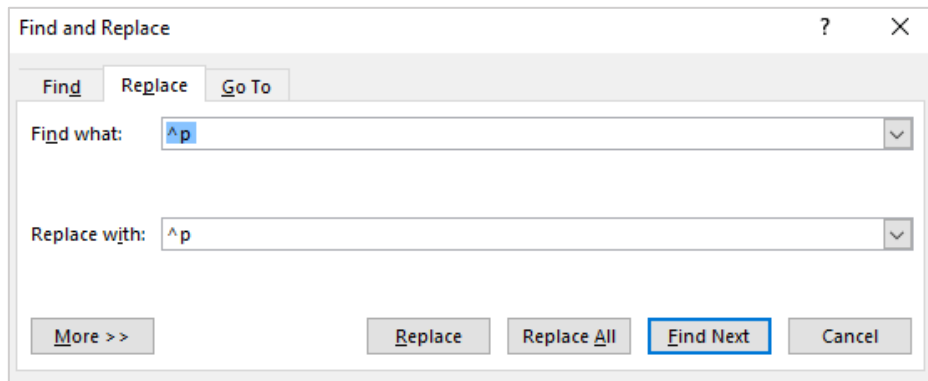 Find and Replace ?
Find Replace Go To
Find what: ^p
Replace with: ^p
More >> Replace Replace All Find Next Cancel